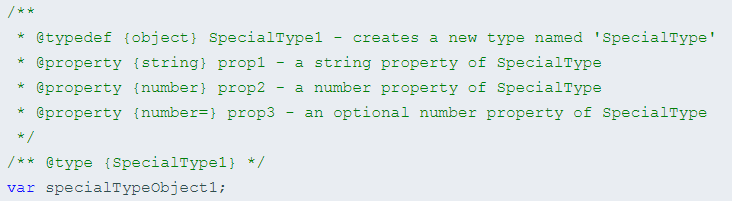 /**
 * @typedef {object} SpecialType1 - creates a new type named 'SpecialType'
 * @property {string} prop1 - a string property of SpecialType
 * @property {number} prop2 - a number property of SpecialType
 * @property {number=} prop3 - an optional number property of SpecialType
 */
/** @type {SpecialType1} */
var specialTypeObject1;